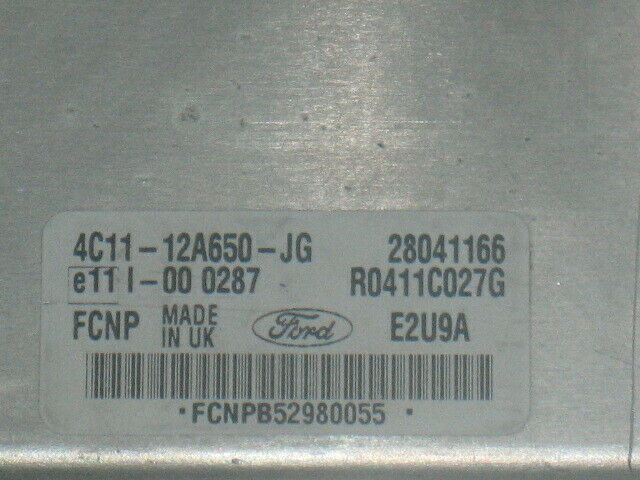 4C11-12A650-JG 28041166
e11 I-00 0287 R0411C027G
FCNP MADE IN UK Ford E2U9A
·FCNPB52980055·